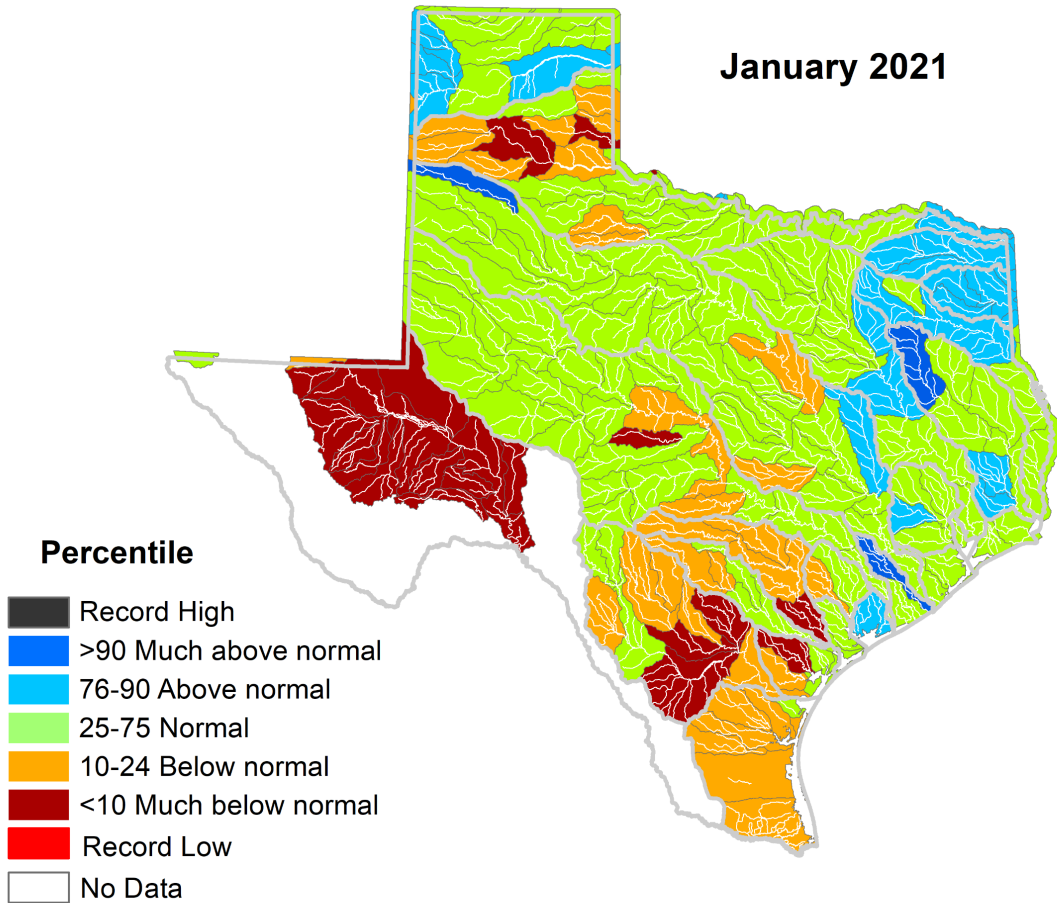 January 2021
Percentile
Record High
>90 Much above normal
76-90 Above normal
25-75 Normal
10-24 Below normal
<10 Much below normal
Record Low
No Data